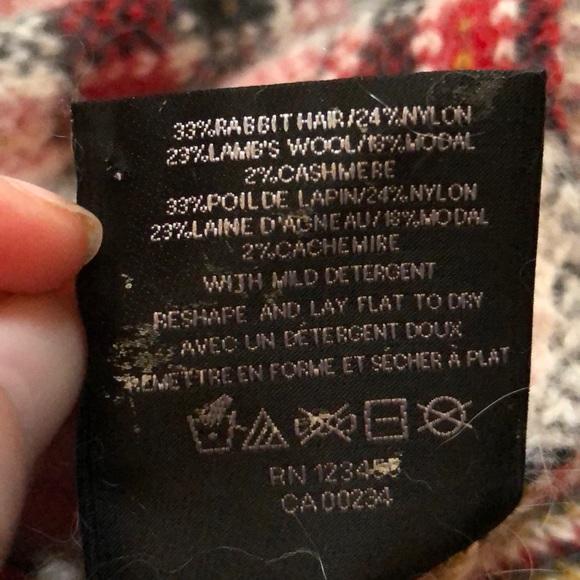 33%RABBIT HAIR/24%NYLON
23%LAMB'S WOOL/18%MODAL
2%CASHMERE
33%POIL DE LAPIN/24%NYLON
23%LAINE D'AGNEAU/18%MODAL
2%CACHEMIRE
WITH MILD DETERGENT
RESHAPE AND LAY FLAT TO DRY
AVEC UN DÉTERGENT DOUX
REMETTRE EN FORME ET SÉCHER À PLAT
RN 123456
CA 00234